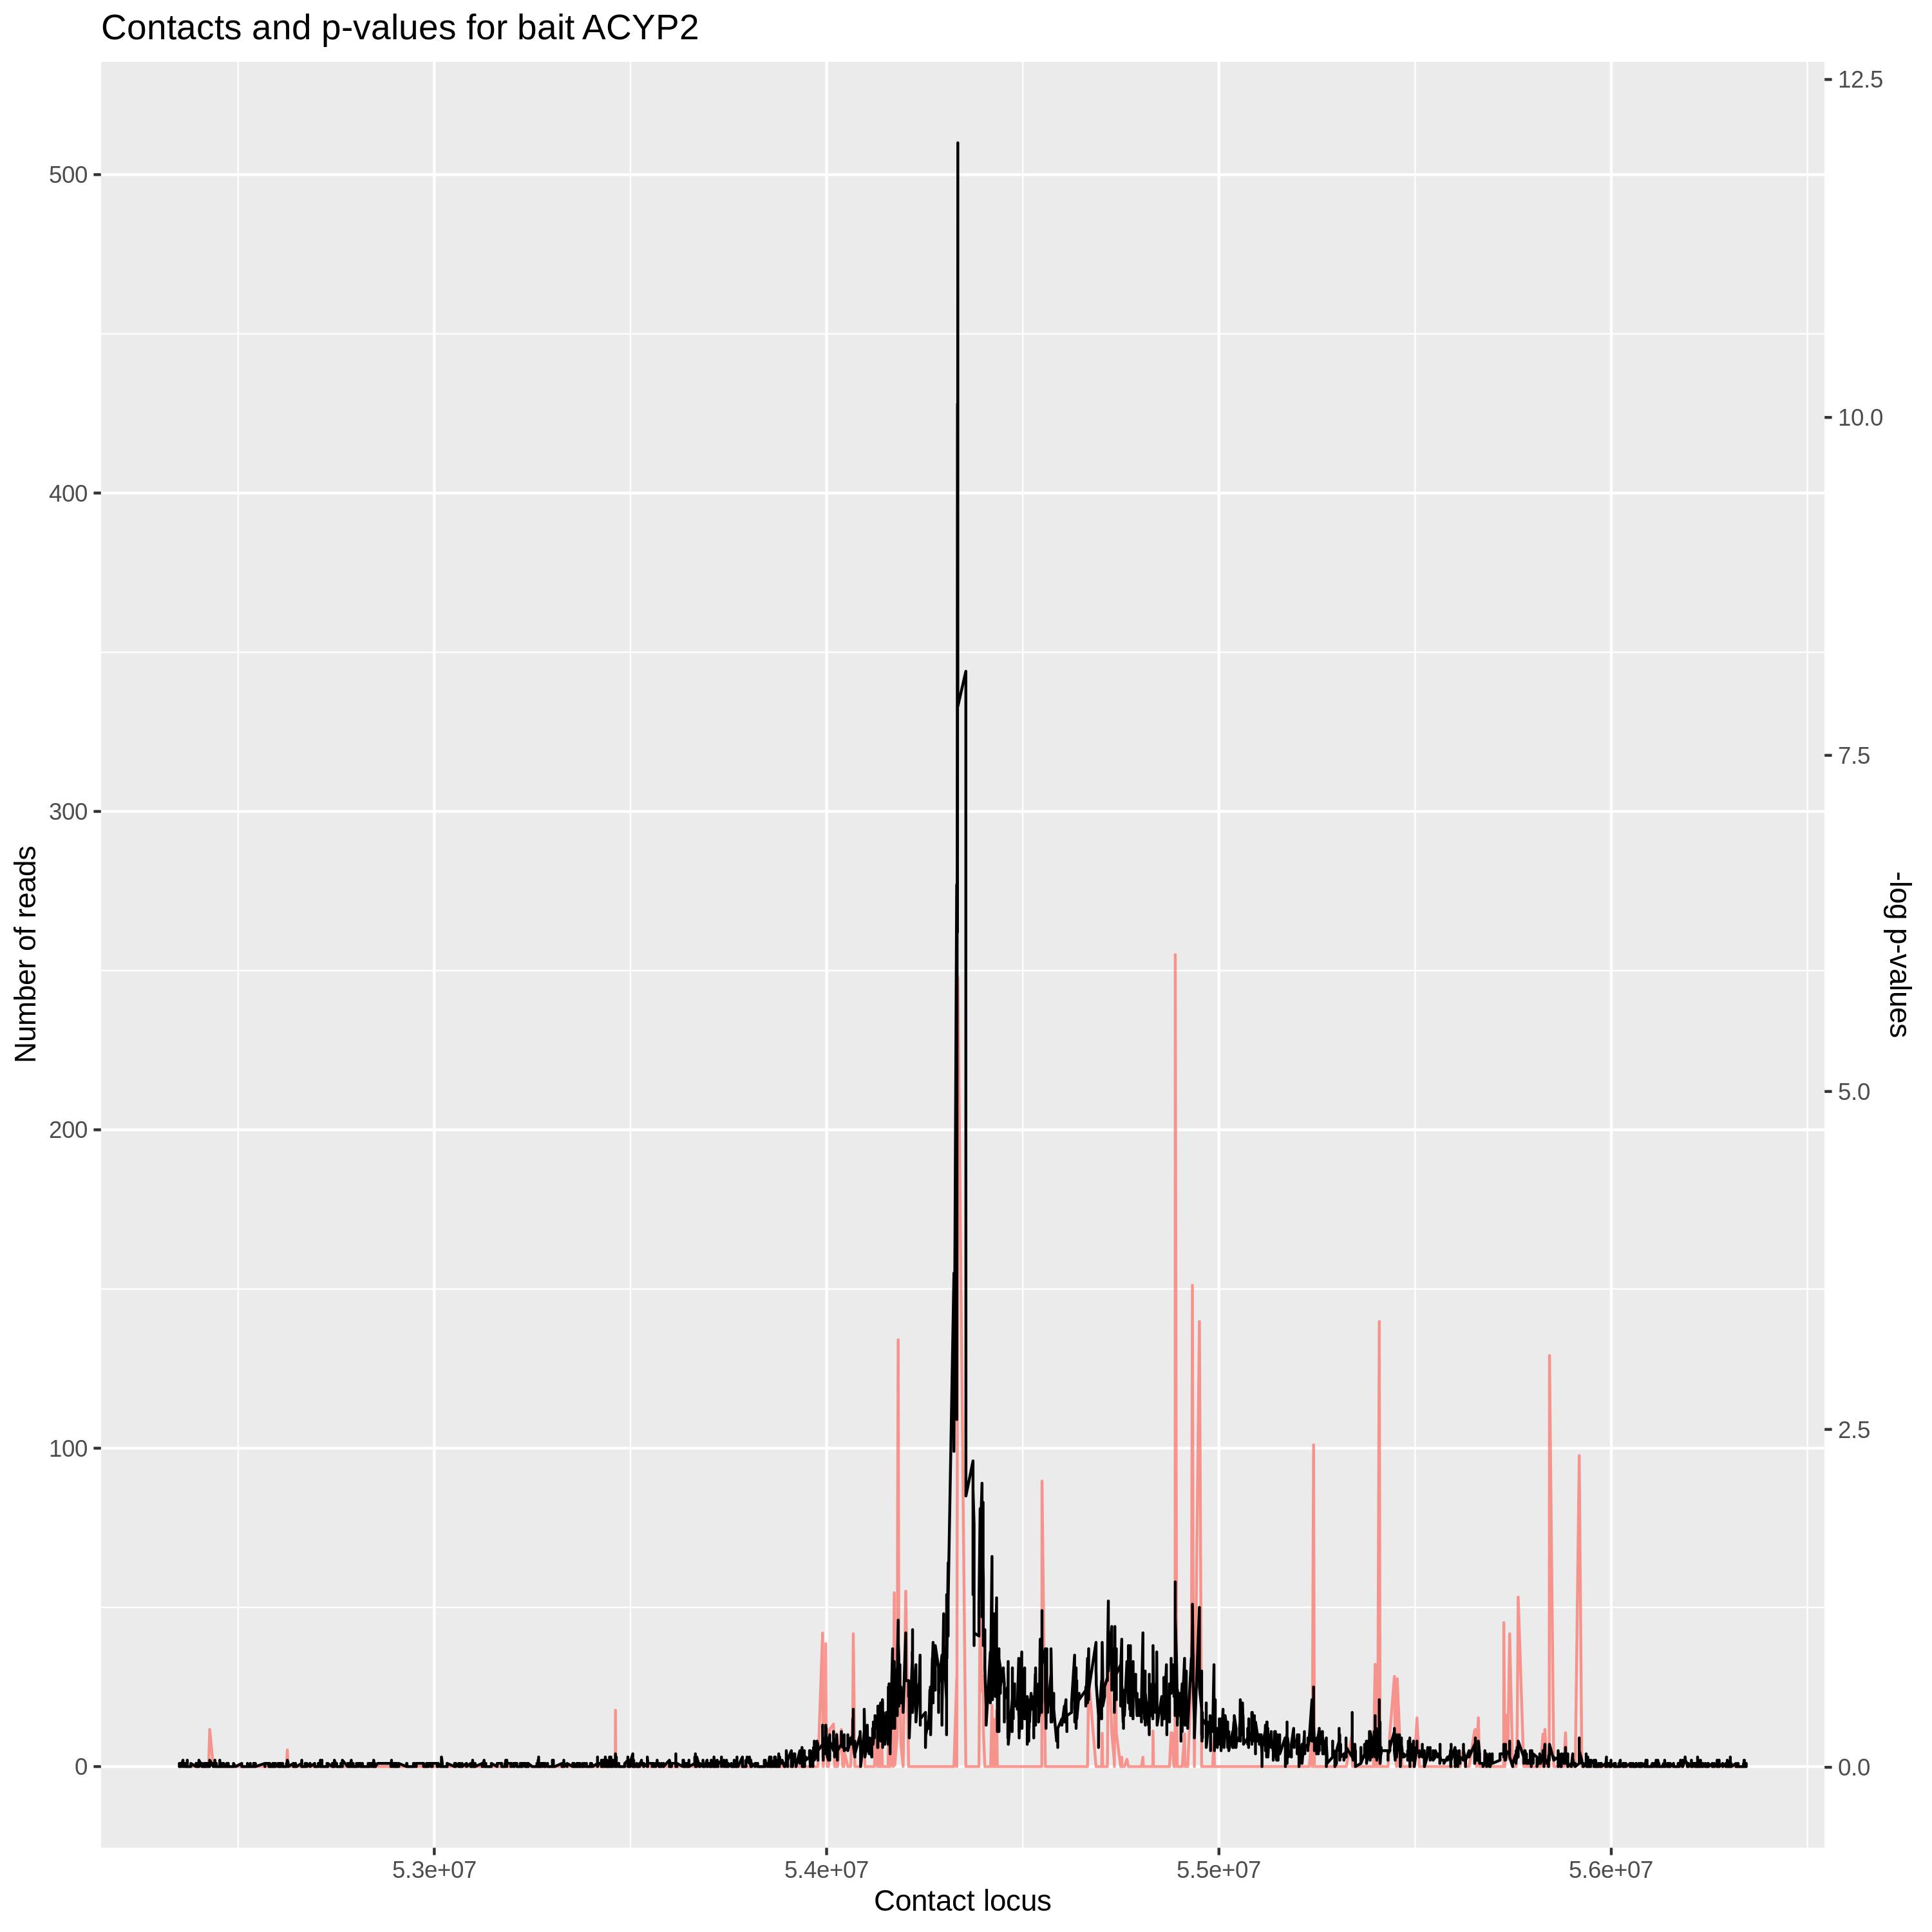 Contacts and p-values for bait ACYP2
Number of reads
500
400
300
200
100
0
12.5
10.0
7.5
5.0
2.5
0.0
-log p-values
5.3e+07
5.4e+07
5.5e+07
5.6e+07
Contact locus